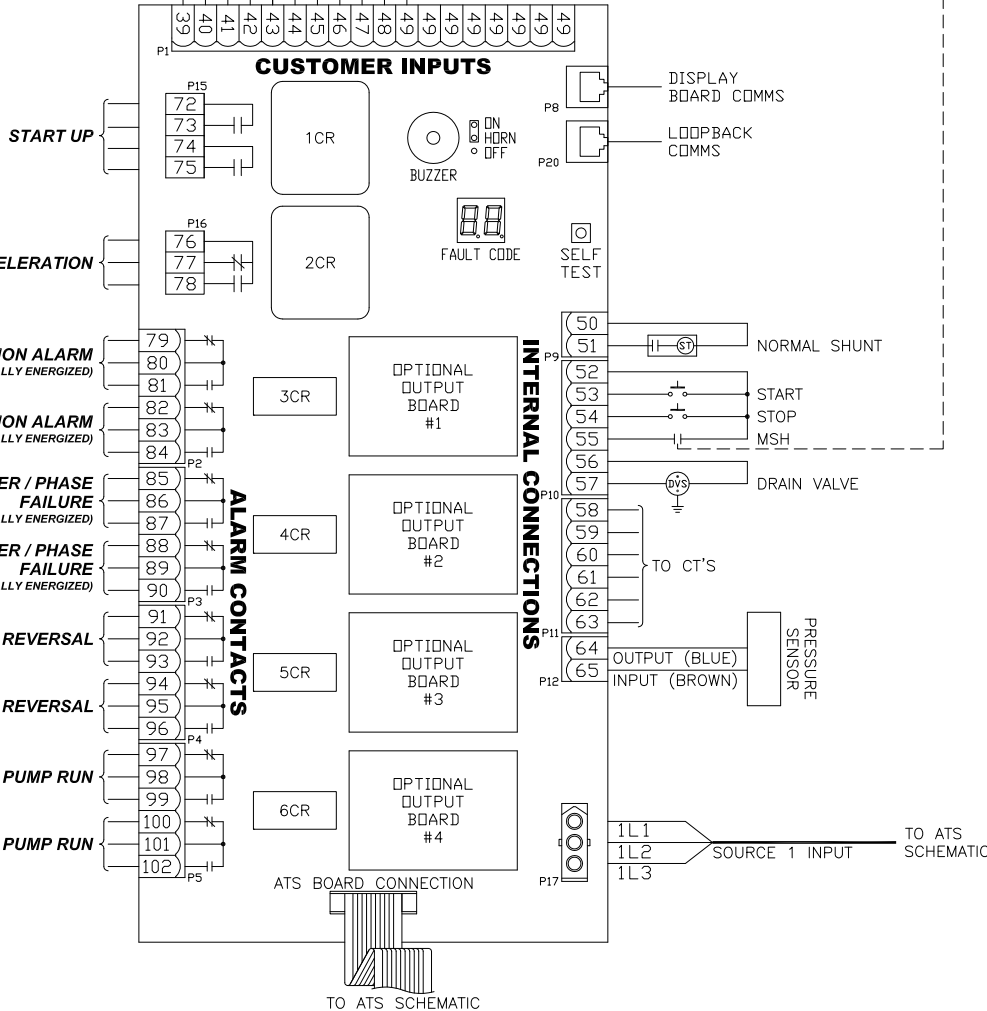 39 40 41 42 43 44 45 46 47 48 49 49 49 49 49 49 49 49
P1
CUSTOMER INPUTS
P15
72
73
74
75
START UP
1CR
BUZZER
ON
HORN
OFF
P8
DISPLAY
BOARD COMMS
P20
LOOPBACK
COMMS
P16
76
77
78
ELERATION
2CR
FAULT CODE
SELF
TEST
79
80
81
ION ALARM
LLY ENERGIZED)
82
83
84
ION ALARM
LLY ENERGIZED)
P2
85
86
87
ER / PHASE
FAILURE
LLY ENERGIZED)
88
89
90
ER / PHASE
FAILURE
LLY ENERGIZED)
P3
91
92
93
REVERSAL
94
95
96
REVERSAL
P4
97
98
99
PUMP RUN
100
101
102
PUMP RUN
P5
ALARM CONTACTS
3CR
4CR
5CR
6CR
OPTIONAL
OUTPUT
BOARD
#1
OPTIONAL
OUTPUT
BOARD
#2
OPTIONAL
OUTPUT
BOARD
#3
OPTIONAL
OUTPUT
BOARD
#4
INTERNAL CONNECTIONS
50
51
P9
ST
NORMAL SHUNT
52
53
START
54
STOP
55
MSH
56
57
P10
DVS
DRAIN VALVE
58
59
60
61
62
63
P11
TO CT'S
64
65
P12
OUTPUT (BLUE)
INPUT (BROWN)
PRESSURE
SENSOR
P17
1L1
1L2
1L3
SOURCE 1 INPUT
TO ATS
SCHEMATIC
ATS BOARD CONNECTION
TO ATS SCHEMATIC